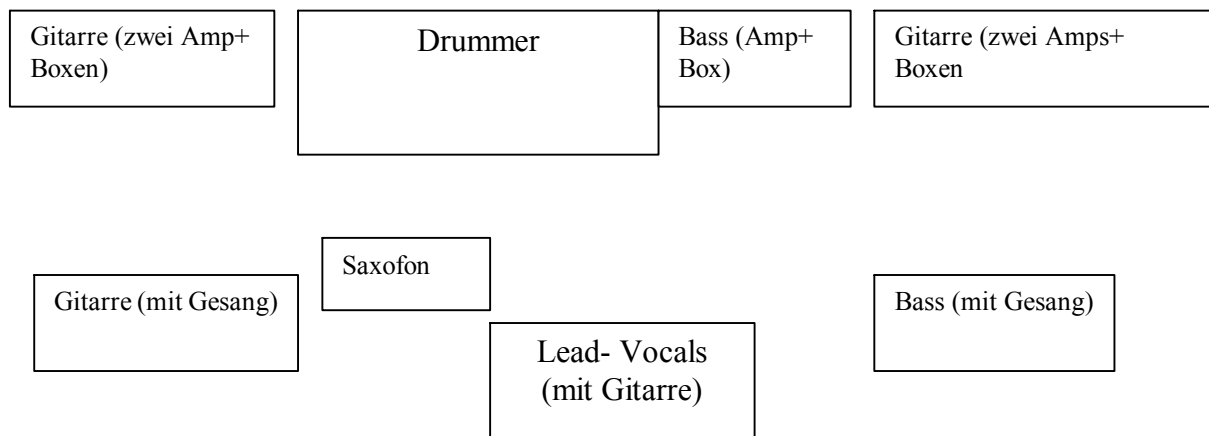 Gitarre (zwei Amp+
Boxen)
Drummer
Bass (Amp+
Box)
Gitarre (zwei Amps+
Boxen
Saxofon
Gitarre (mit Gesang)
Bass (mit Gesang)
Lead- Vocals
(mit Gitarre)